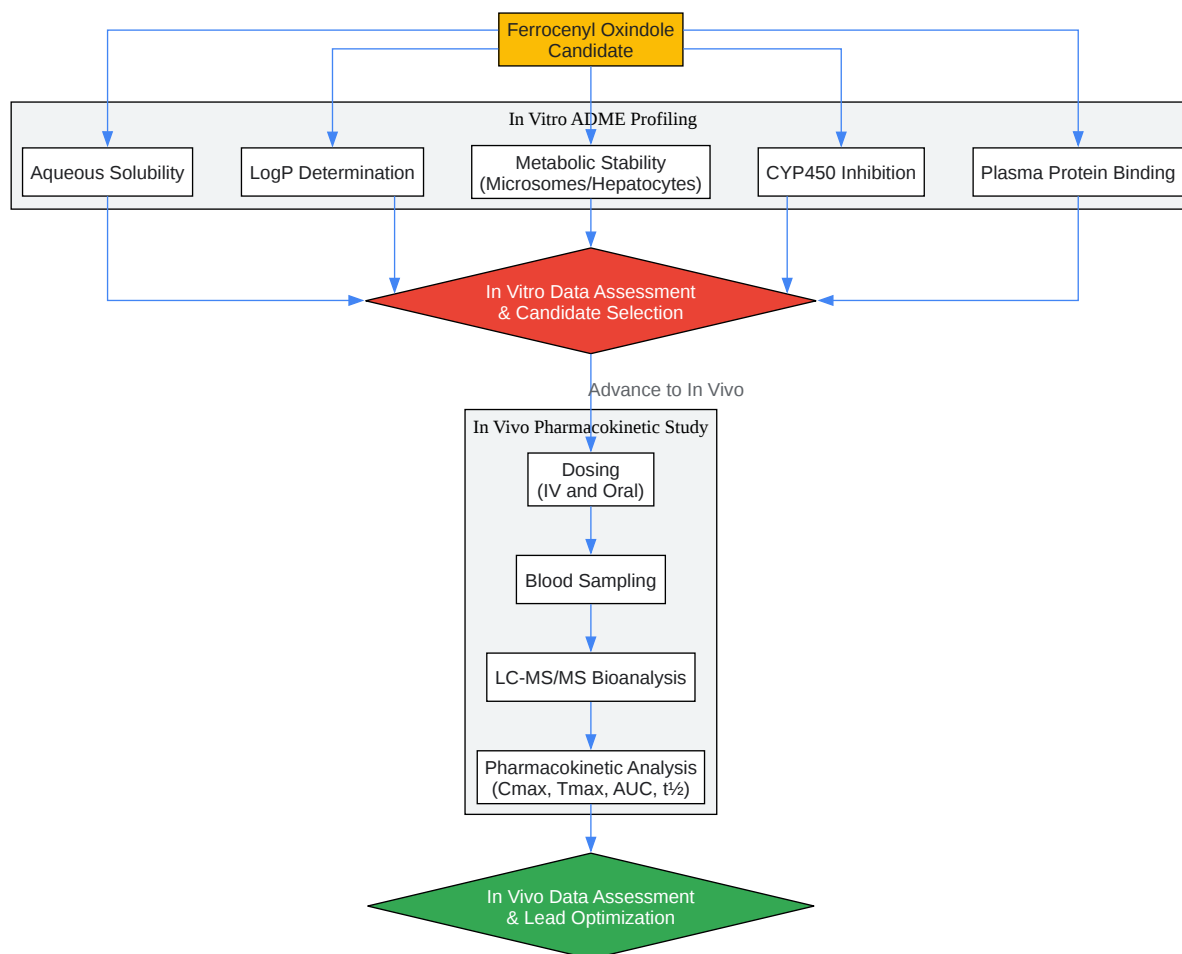 Ferrocenyl Oxindole
Candidate
In Vitro ADME Profiling
Aqueous Solubility
LogP Determination
Metabolic Stability
(Microsomes/Hepatocytes)
CYP450 Inhibition
Plasma Protein Binding
In Vitro Data Assessment
& Candidate Selection
Advance to In Vivo
In Vivo Pharmacokinetic Study
Dosing
(IV and Oral)
Blood Sampling
LC-MS/MS Bioanalysis
Pharmacokinetic Analysis
(Cmax, Tmax, AUC, t½)
In Vivo Data Assessment
& Lead Optimization